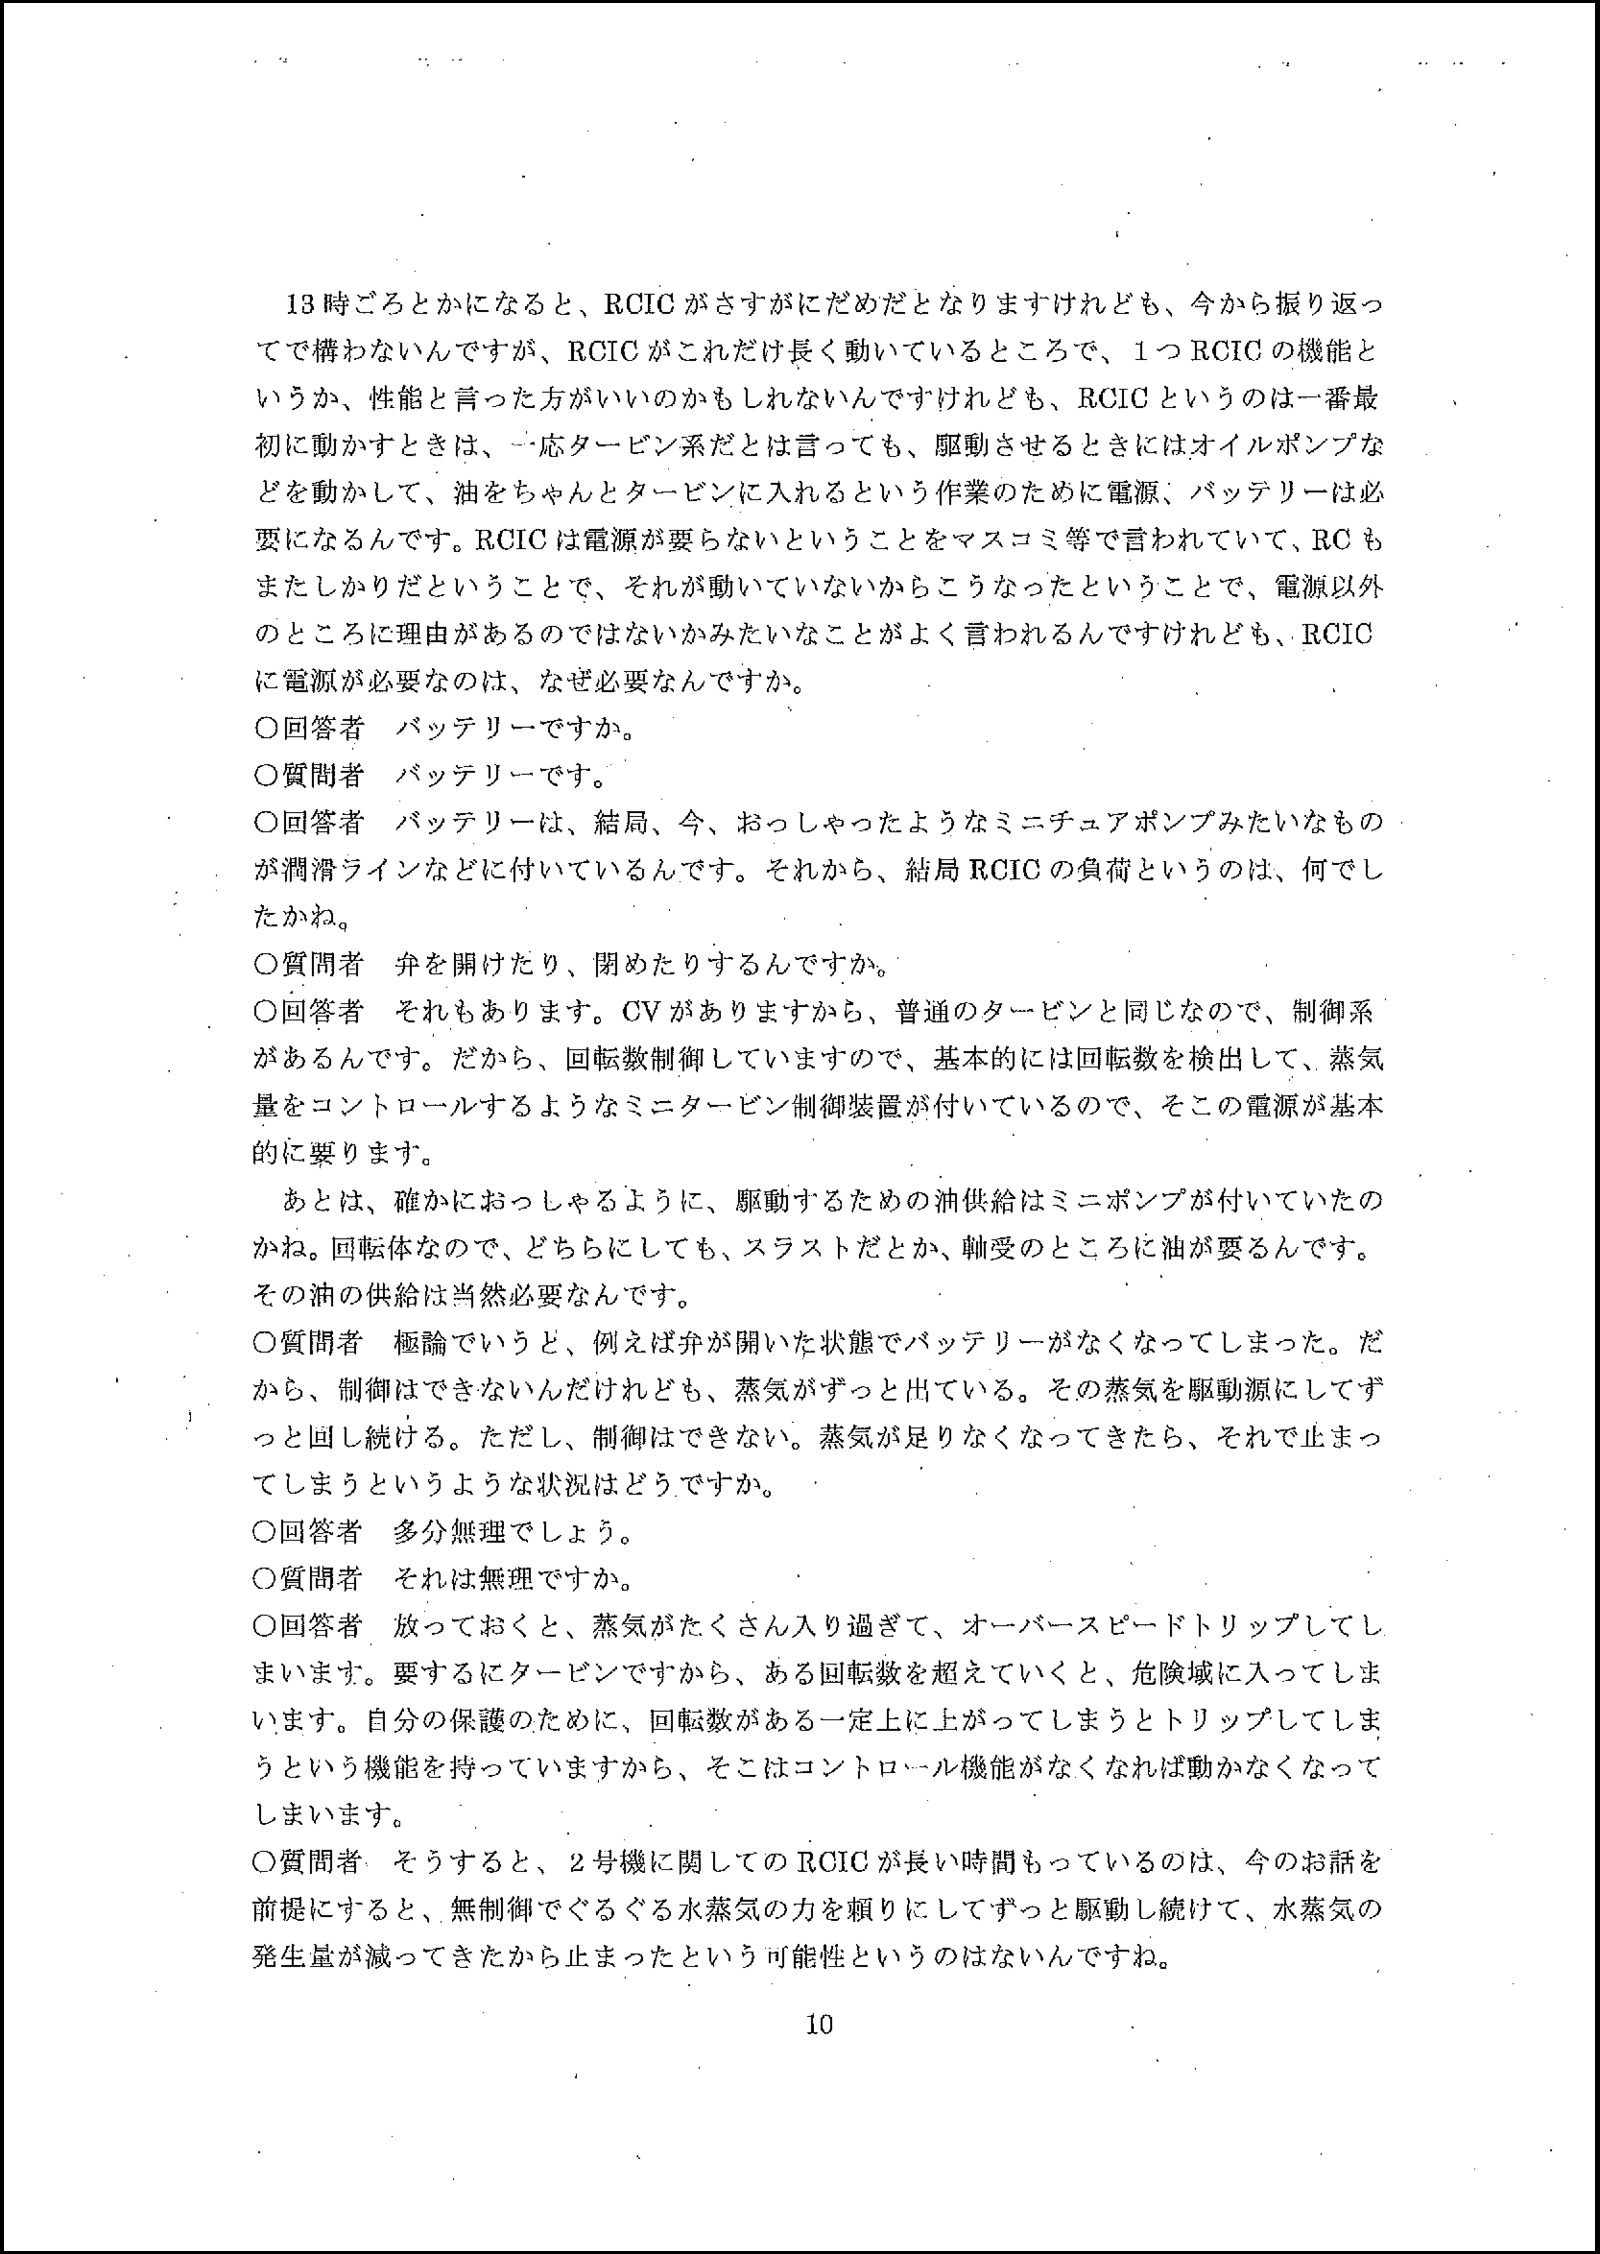 13時ごろとかになると、RCICがさすがにだめだとなりますけれども、今から振り返っ
てで構わないんですが、RCICがこれだけ長く動いているところで、１つRCICの機能と
いうか、性能と言った方がいいのかもしれないんですけれども、RCICというのは一番最
初に動かすときは、一応タービン系だとは言っても、駆動させるときにはオイルポンプな
どを動かして、油をちゃんとタービンに入れるという作業のために電源、バッテリーは必
要になるんです。RCICは電源が要らないということをマスコミ等で言われていて、RCも
またしかりだということで、それが動いていないからこうなったということで、電源以外
のところに理由があるのではないかみたいなことがよく言われるんですけれども、RCIC
に電源が必要なのは、なぜ必要なんですか。
○回答者　バッテリーですか。
○質問者　バッテリーです。
○回答者　バッテリーは、結局、今、おっしゃったようなミニチュアポンプみたいなもの
が潤滑ラインなどに付いているんです。それから、結局RCICの負荷というのは、何でし
たかね。
○質問者　弁を開けたり、閉めたりするんですか。
○回答者　それもあります。CVがありますから、普通のタービンと同じなので、制御系
があるんです。だから、回転数制御していますので、基本的には回転数を検出して、蒸気
量をコントロールするようなミニタービン制御装置が付いているので、そこの電源が基本
的に要ります。
　あとは、確かにおっしゃるように、駆動するための油供給はミニポンプが付いていたの
かね。回転体なので、どちらにしても、スラストだとか、軸受のところに油が要るんです。
その油の供給は当然必要なんです。
○質問者　極論でいうと、例えば弁が開いた状態でバッテリーがなくなってしまった。だ
から、制御はできないんだけれども、蒸気がずっと出ている。その蒸気を駆動源にしてず
っと回し続ける。ただし、制御はできない。蒸気が足りなくなってきたら、それで止まっ
てしまうというような状況はどうですか。
○回答者　多分無理でしょう。
○質問者　それは無理ですか。
○回答者　放っておくと、蒸気がたくさん入り過ぎて、オーバースピードトリップしてし
まいます。要するにタービンですから、ある回転数を超えていくと、危険域に入ってしま
います。自分の保護のために、回転数がある一定上に上がってしまうとトリップしてしま
うという機能を持っていますから、そこはコントロール機能がなくなれば動かなくなって
しまいます。
○質問者　そうすると、２号機に関してのRCICが長い時間もっているのは、今のお話を
前提にすると、無制御でぐるぐる水蒸気の力を頼りにしてずっと駆動し続けて、水蒸気の
発生量が減ってきたから止まったという可能性というのはないんですね。
10